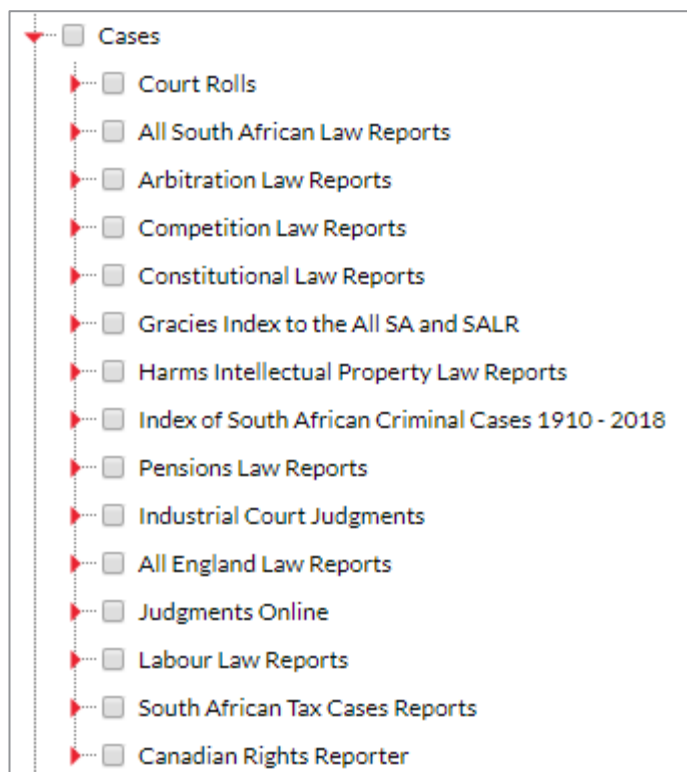 Cases
Court Rolls
All South African Law Reports
Arbitration Law Reports
Competition Law Reports
Constitutional Law Reports
Gracies Index to the All SA and SALR
Harms Intellectual Property Law Reports
Index of South African Criminal Cases 1910 - 2018
Pensions Law Reports
Industrial Court Judgments
All England Law Reports
Judgments Online
Labour Law Reports
South African Tax Cases Reports
Canadian Rights Reporter